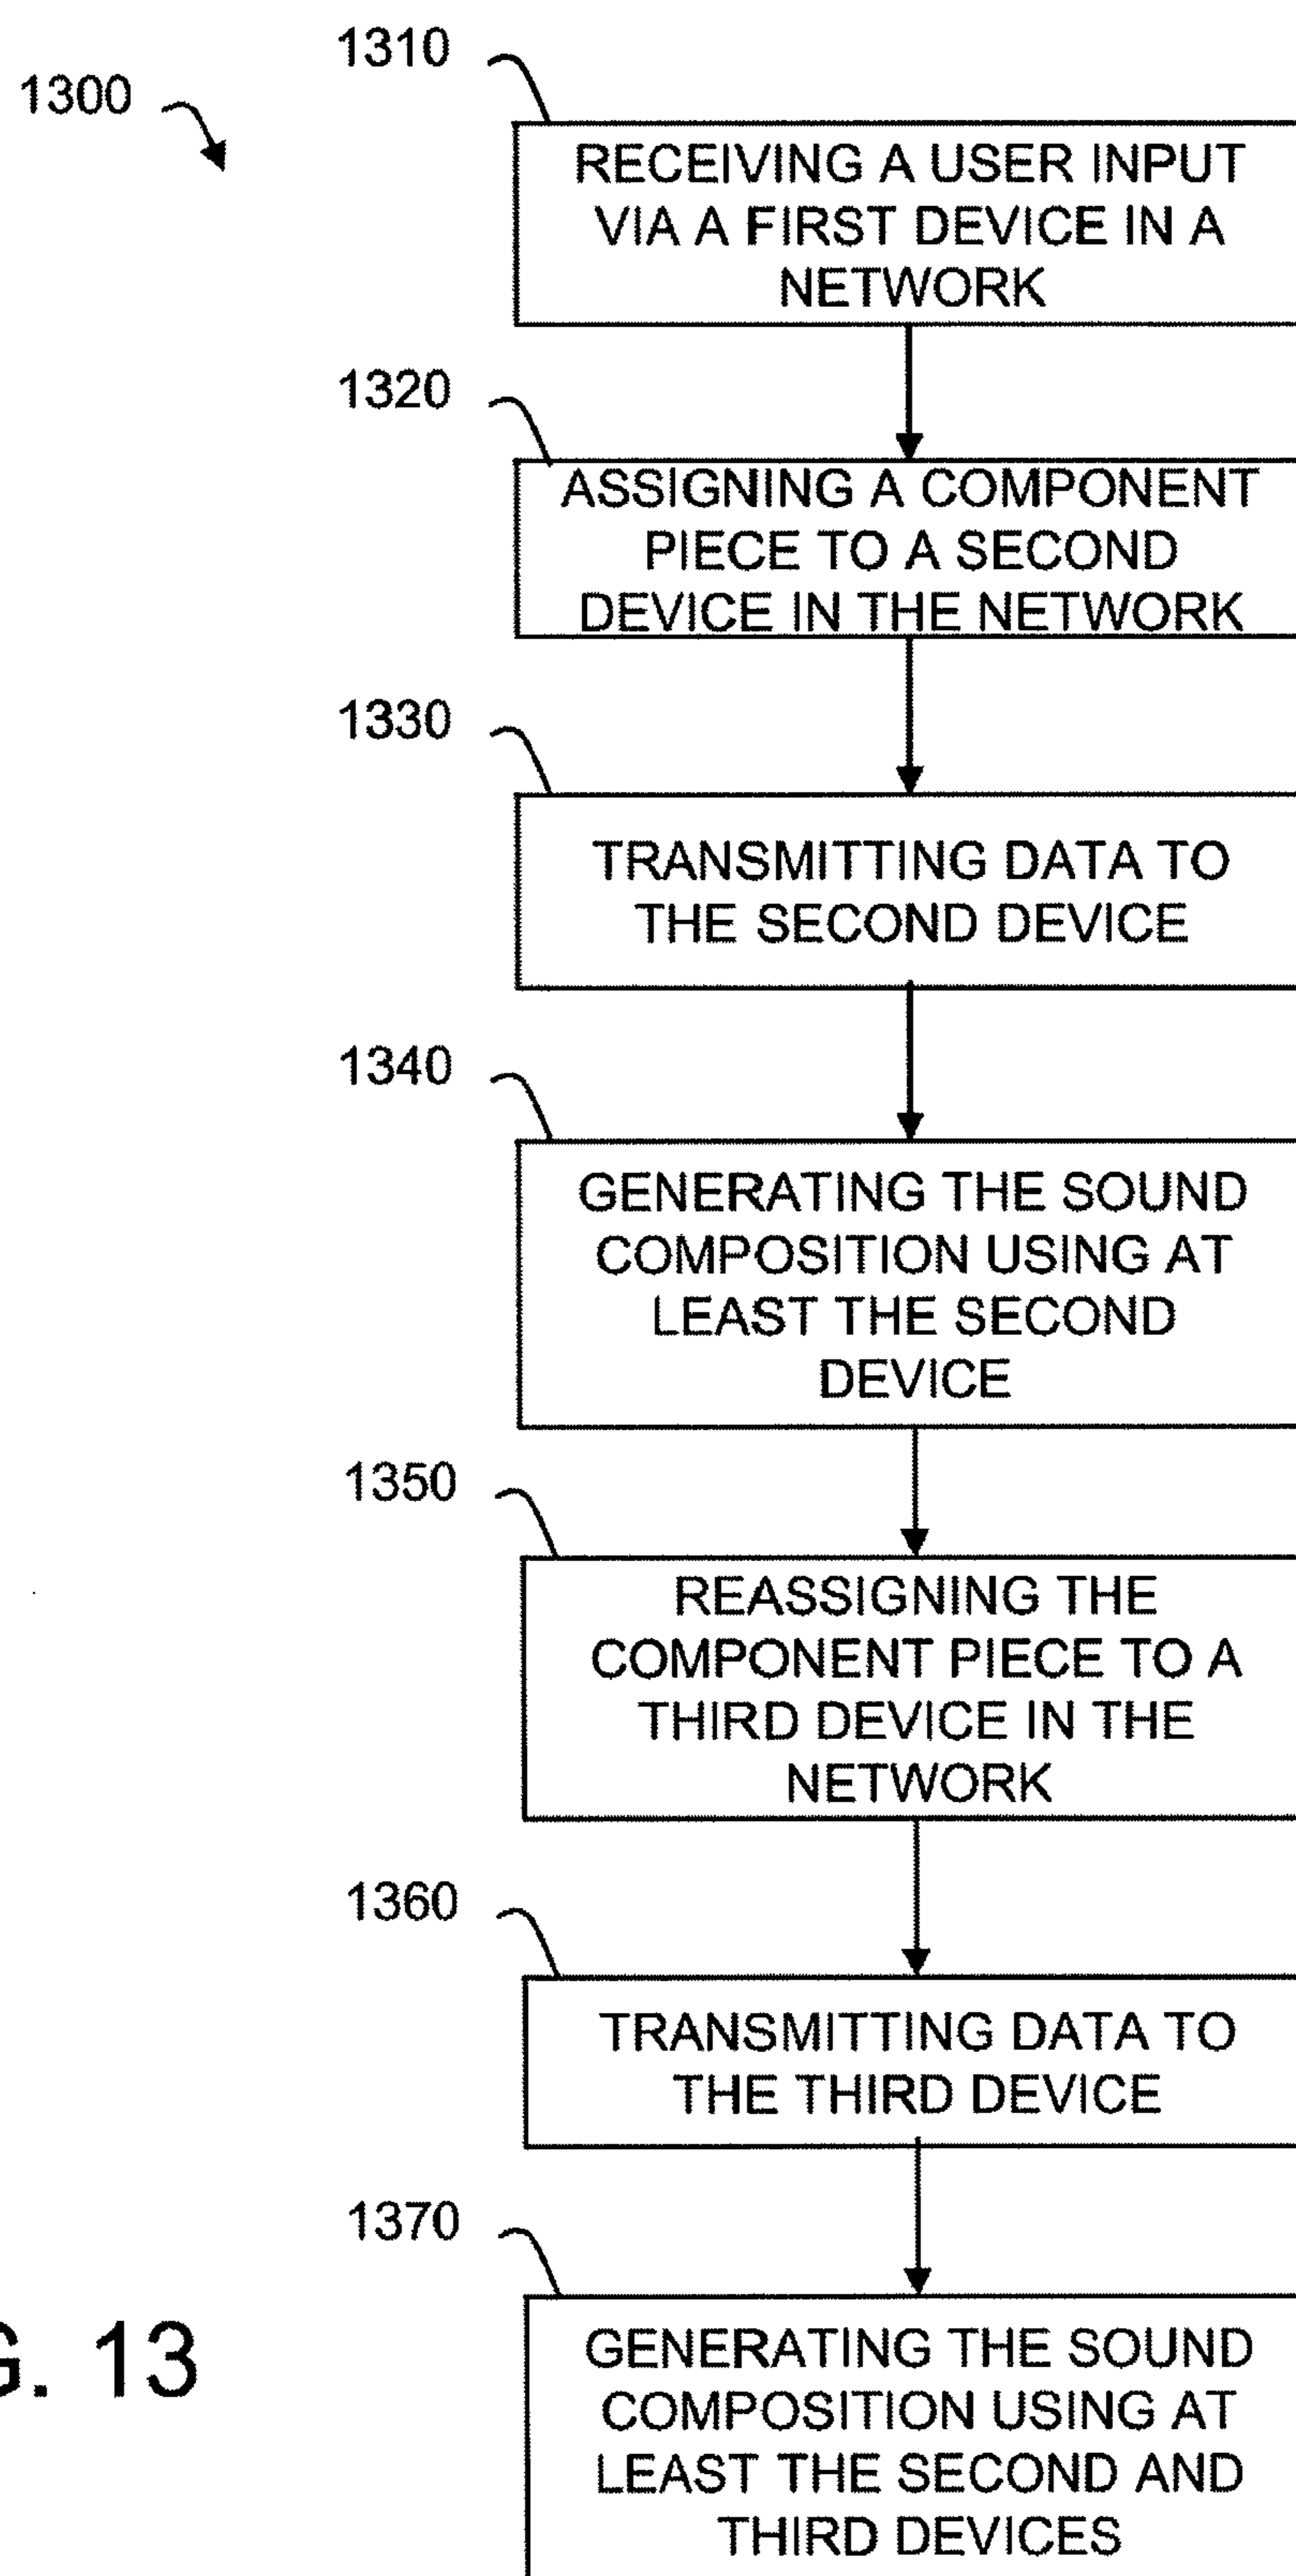 1300
1310
RECEIVING A USER INPUT
VIA A FIRST DEVICE IN A
NETWORK
1320
ASSIGNING A COMPONENT
PIECE TO A SECOND
DEVICE IN THE NETWORK
1330
TRANSMITTING DATA TO
THE SECOND DEVICE
1340
GENERATING THE SOUND
COMPOSITION USING AT
LEAST THE SECOND
DEVICE
1350
REASSIGNING THE
COMPONENT PIECE TO A
THIRD DEVICE IN THE
NETWORK
1360
TRANSMITTING DATA TO
THE THIRD DEVICE
1370
GENERATING THE SOUND
COMPOSITION USING AT
LEAST THE SECOND AND
THIRD DEVICES
G. 13